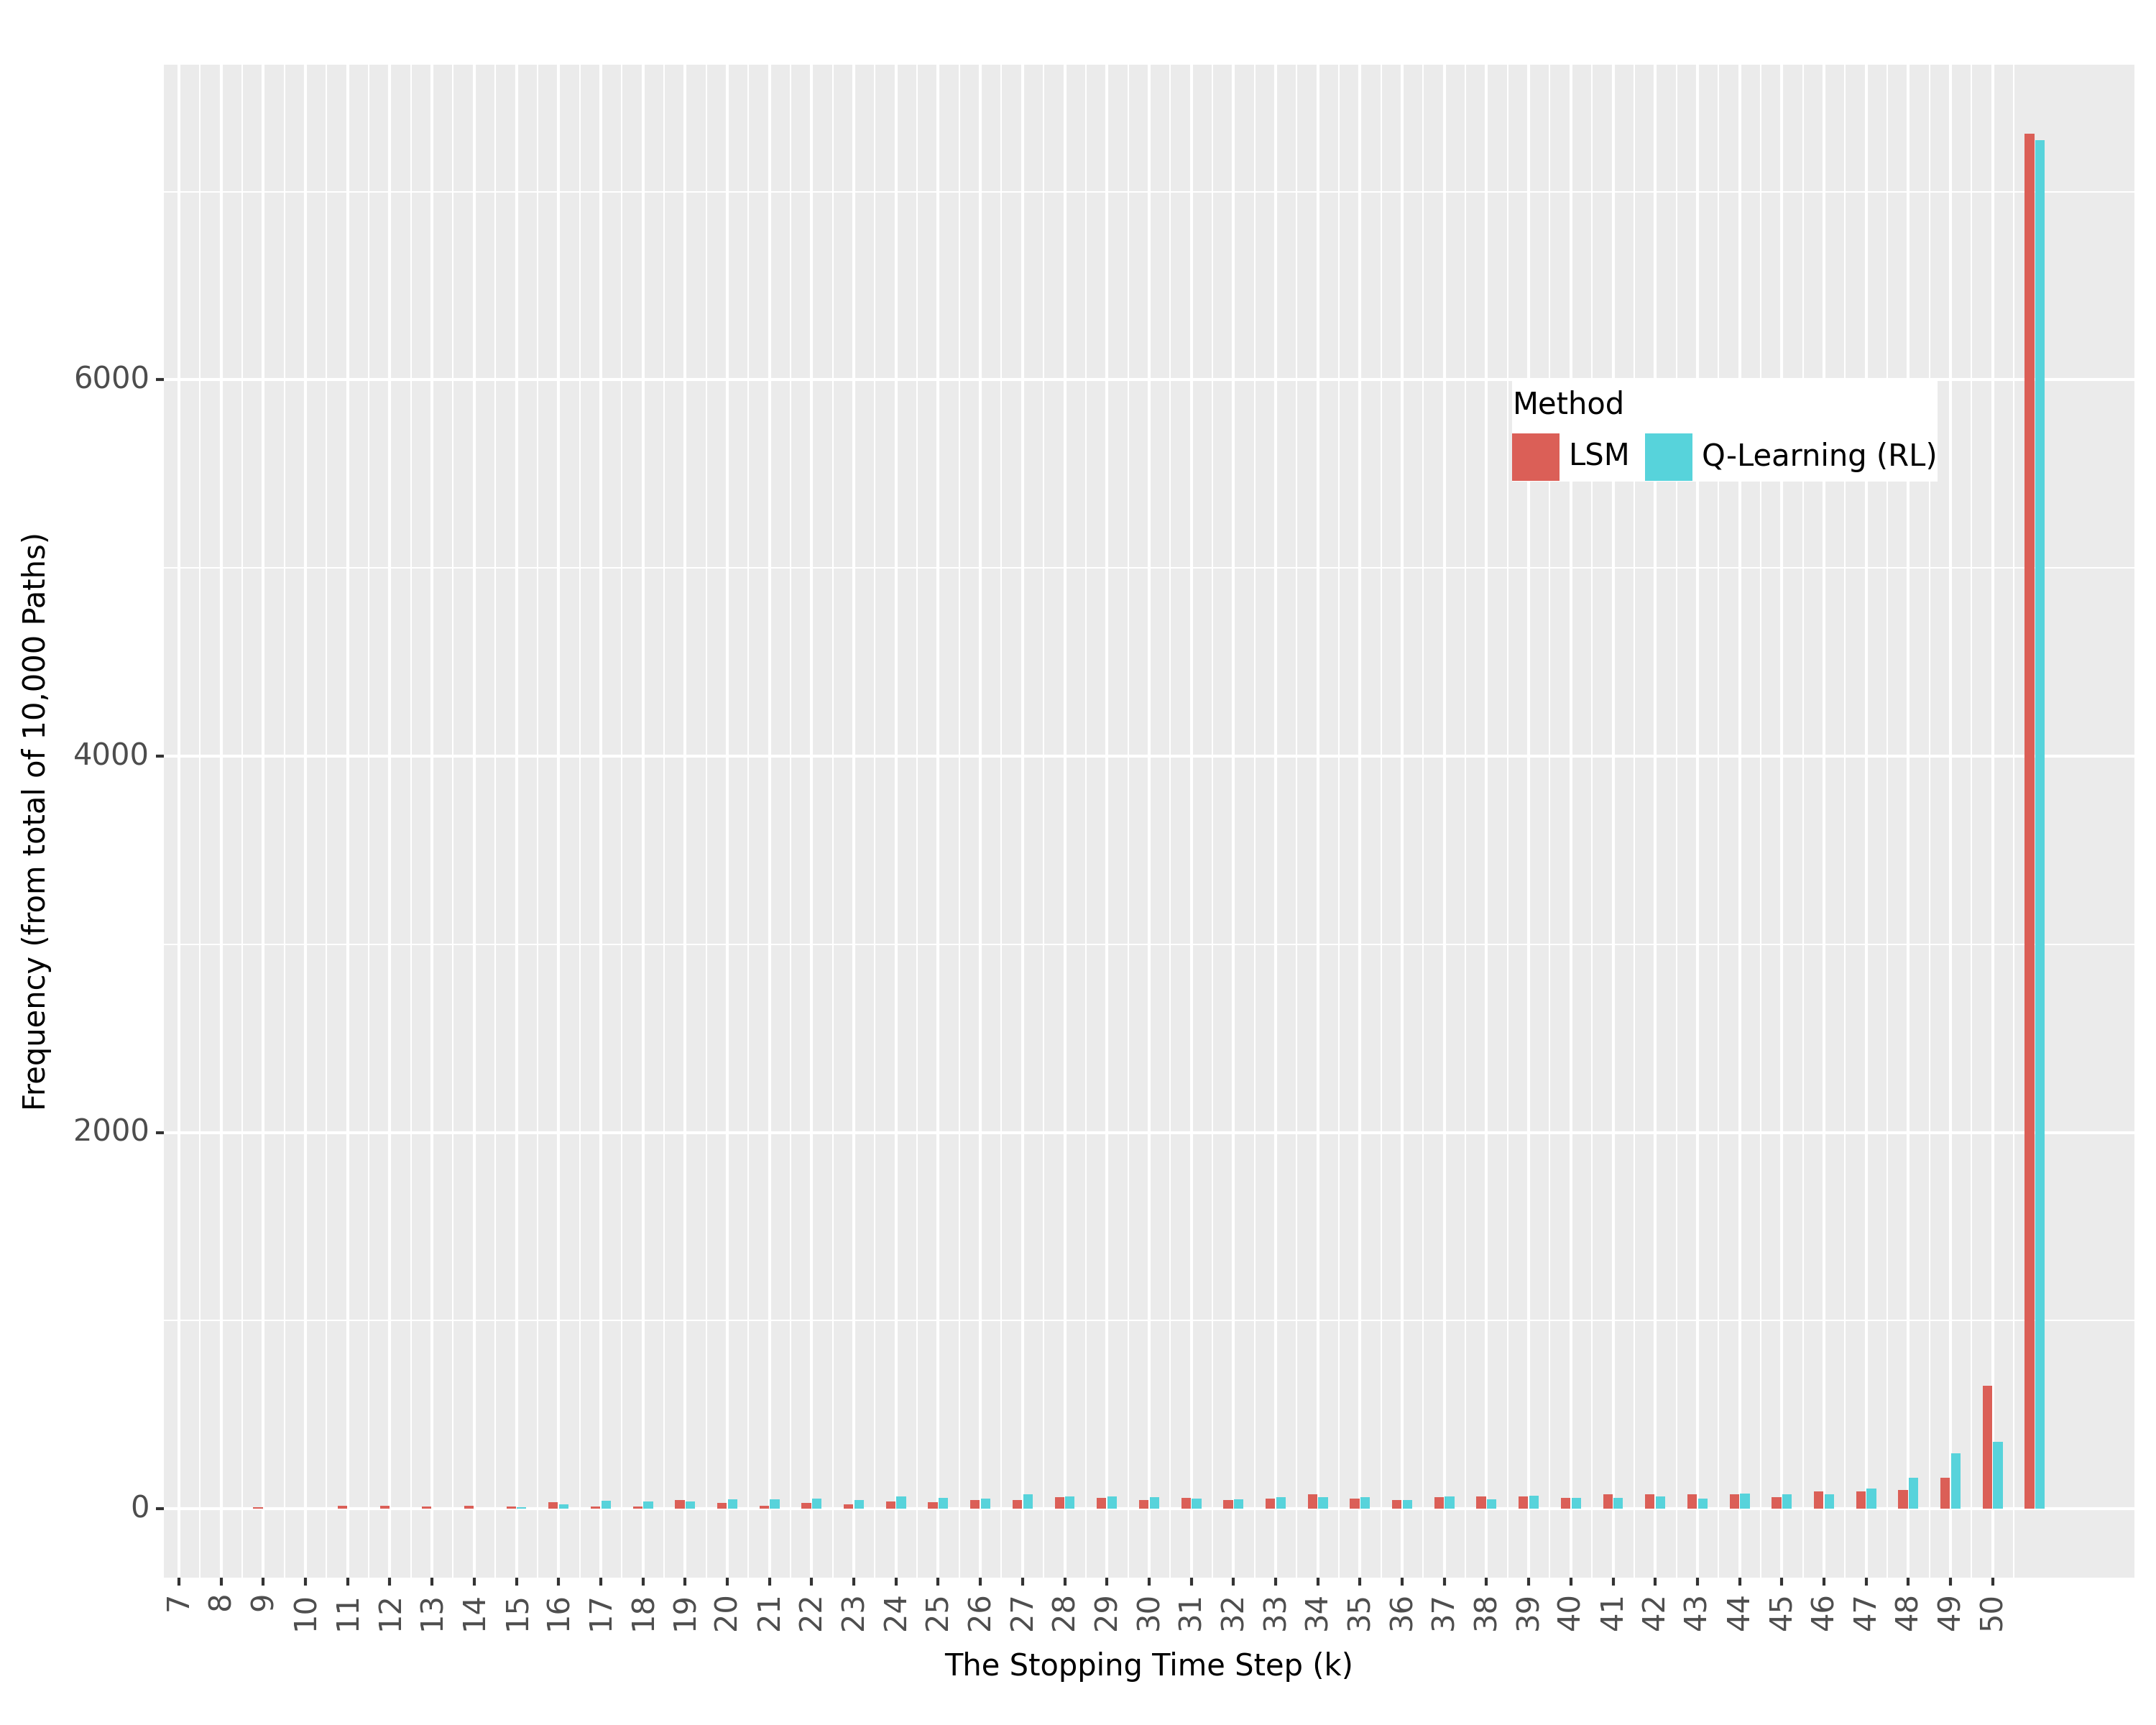 Frequency (from total of 10,000 Paths)
6000
4000
2000
0
Method
LSM
Q-Learning (RL)
7 8 9 10 11 12 13 14 15 16 17 18 19 20 21 22 23 24 25 26 27 28 29 30 31 32 33 34 35 36 37 38 39 40 41 42 43 44 45 46 47 48 49 50
The Stopping Time Step (k)